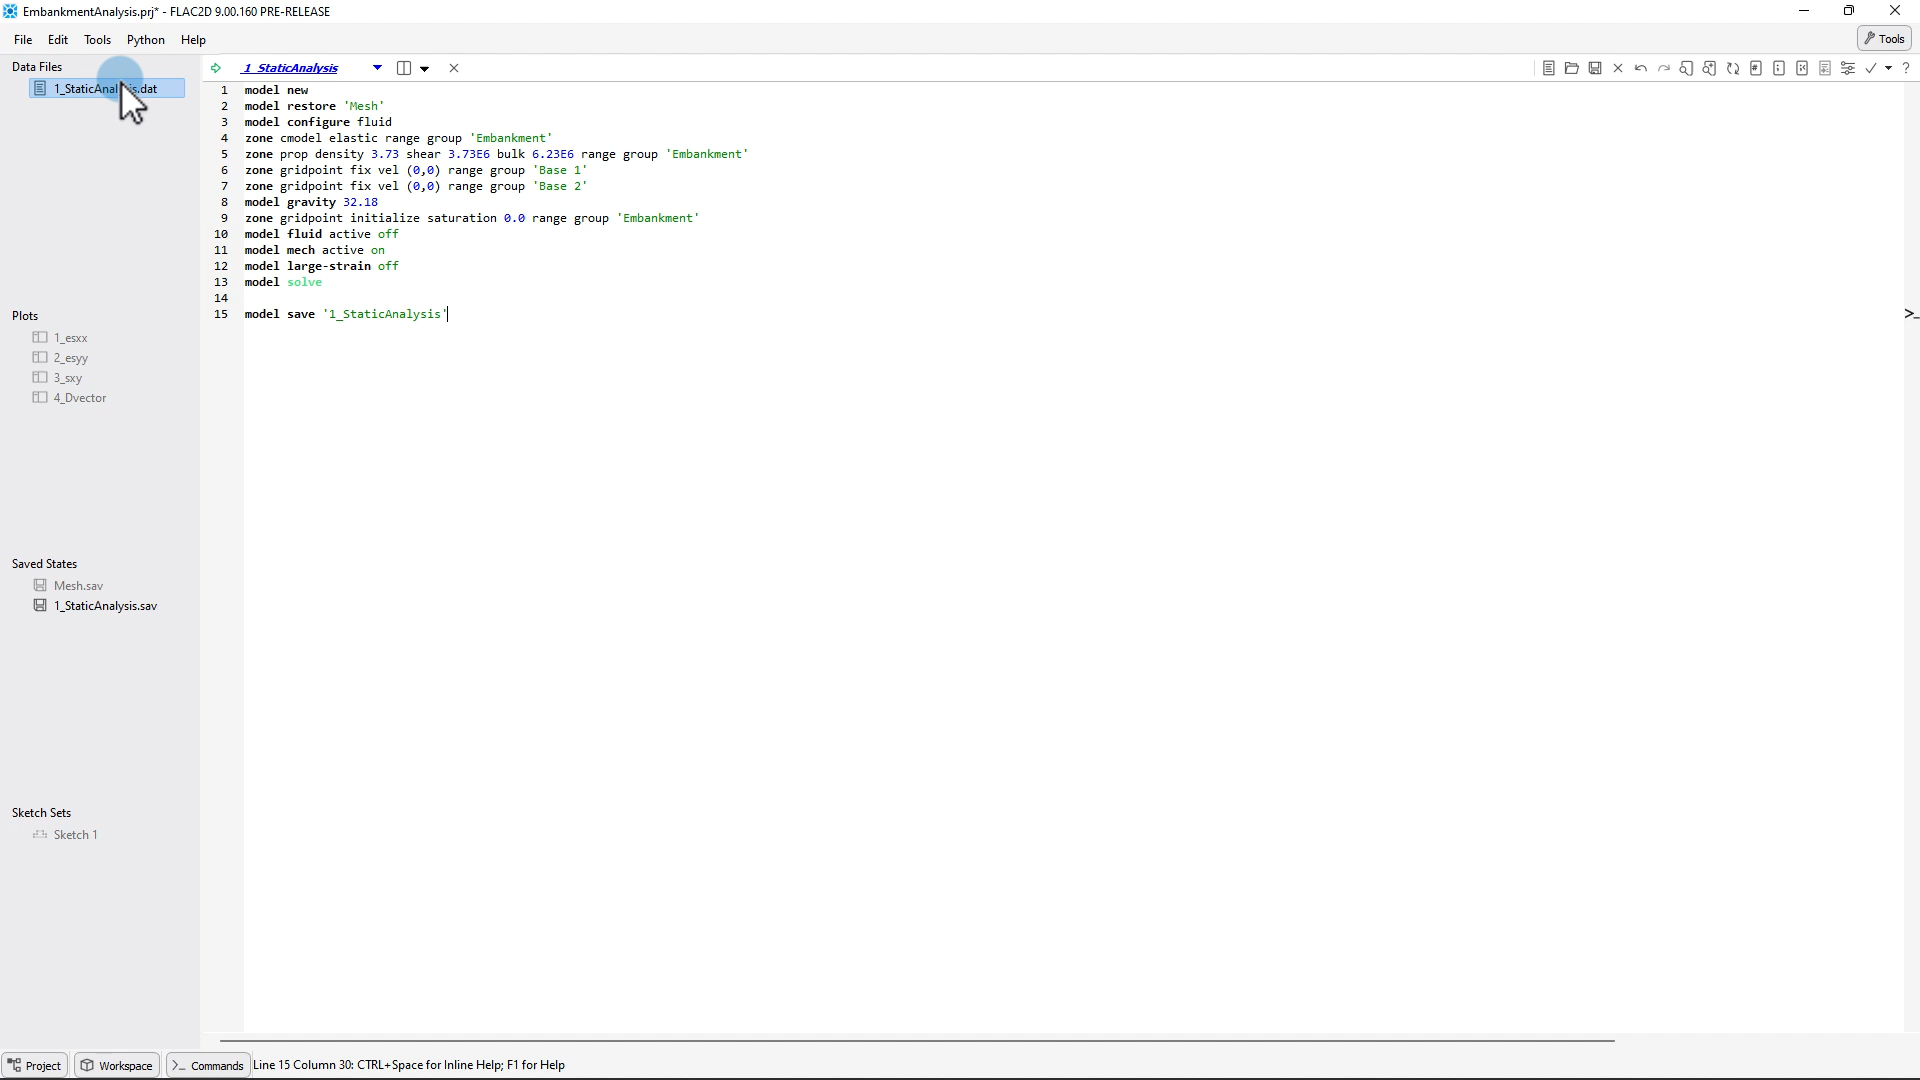 EmbankmentAnalysis.prj* - FLAC2D 9.00.160 PRE-RELEASE
File Edit Tools Python Help
Tools
Data Files
1_StaticAnalysis.dat
Plots
1_esxx
2_esyy
3_sxy
4_Dvector
Saved States
Mesh.sav
1_StaticAnalysis.sav
Sketch Sets
Sketch 1
1_StaticAnalysis
1 model new
2 model restore 'Mesh'
3 model configure fluid
4 zone cmodel elastic range group 'Embankment'
5 zone prop density 3.73 shear 3.73E6 bulk 6.23E6 range group 'Embankment'
6 zone gridpoint fix vel (0,0) range group 'Base 1'
7 zone gridpoint fix vel (0,0) range group 'Base 2'
8 model gravity 32.18
9 zone gridpoint initialize saturation 0.0 range group 'Embankment'
10 model fluid active off
11 model mech active on
12 model large-strain off
13 model solve
14
15 model save '1_StaticAnalysis'
>_
Project Workspace >_ Commands Line 15 Column 30: CTRL+Space for Inline Help; F1 for Help